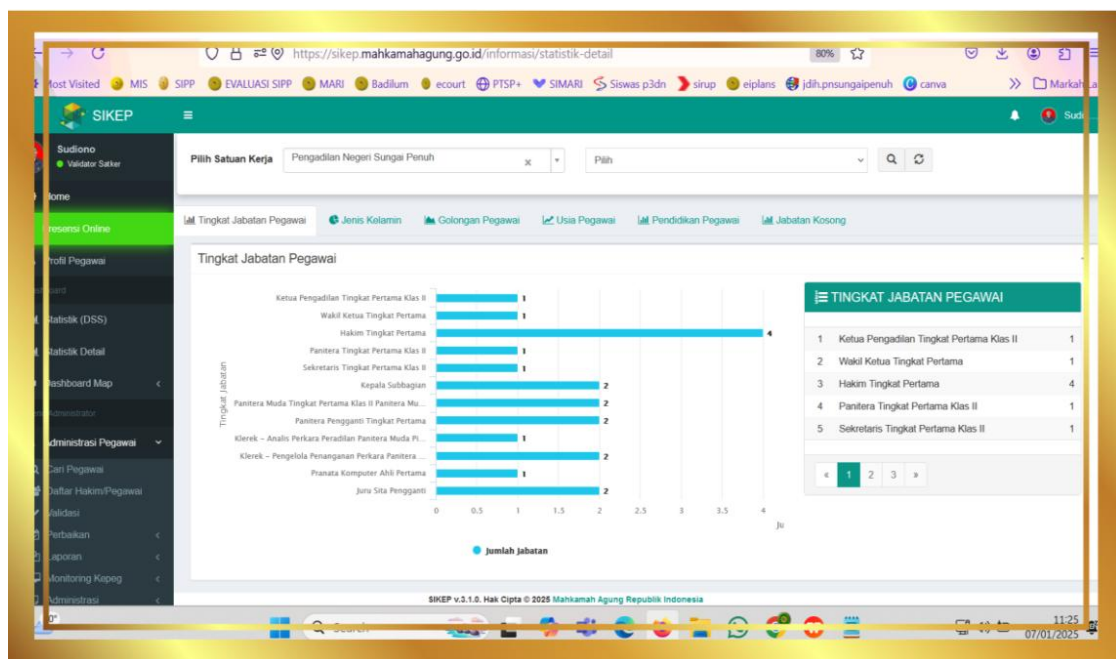 https://sikep.mahkamahagung.go.id/informasi/statistik-detail 80%
Most Visited MIS SIPP EVALUASI SIPP MARI Badilum ecourt PTSP+ SIMARI Siswas p3dn sirup eiplans jdih.pnsungaipenuh canva
SIKEP
Sudiono
Validator Satker
Pilih Satuan Kerja Pengadilan Negeri Sungai Penuh x Pilih
Home
Presensi Online
Profil Pegawai
Statistik (DSS)
Statistik Detail
Dashboard Map
Administrator
Administrasi Pegawai
Cari Pegawai
Daftar Hakim/Pegawai
Validasi
Perbaikan
Laporan
Monitoring Kepeg
Administrasi
Tingkat Jabatan Pegawai Jenis Kelamin Golongan Pegawai Usia Pegawai Pendidikan Pegawai Jabatan Kosong
Tingkat Jabatan Pegawai
Tingkat Jabatan
Ketua Pengadilan Tingkat Pertama Klas II 1
Wakil Ketua Tingkat Pertama 1
Hakim Tingkat Pertama 4
Panitera Tingkat Pertama Klas II 1
Sekretaris Tingkat Pertama Klas II 1
Kepala Subbagian 2
Panitera Muda Tingkat Pertama Klas II Panitera Mu... 2
Panitera Pengganti Tingkat Pertama 2
Klerek – Analis Perkara Peradilan Panitera Muda Pi... 1
Klerek – Pengelola Penanganan Perkara Panitera ... 2
Pranata Komputer Ahli Pertama 1
Juru Sita Pengganti 2
0 0.5 1 1.5 2 2.5 3 3.5 4
Ju
Jumlah Jabatan
TINGKAT JABATAN PEGAWAI
1 Ketua Pengadilan Tingkat Pertama Klas II 1
2 Wakil Ketua Tingkat Pertama 1
3 Hakim Tingkat Pertama 4
4 Panitera Tingkat Pertama Klas II 1
5 Sekretaris Tingkat Pertama Klas II 1
« 1 2 3 »
SIKEP v.3.1.0. Hak Cipta © 2025 Mahkamah Agung Republik Indonesia
Search
11:25
07/01/2025